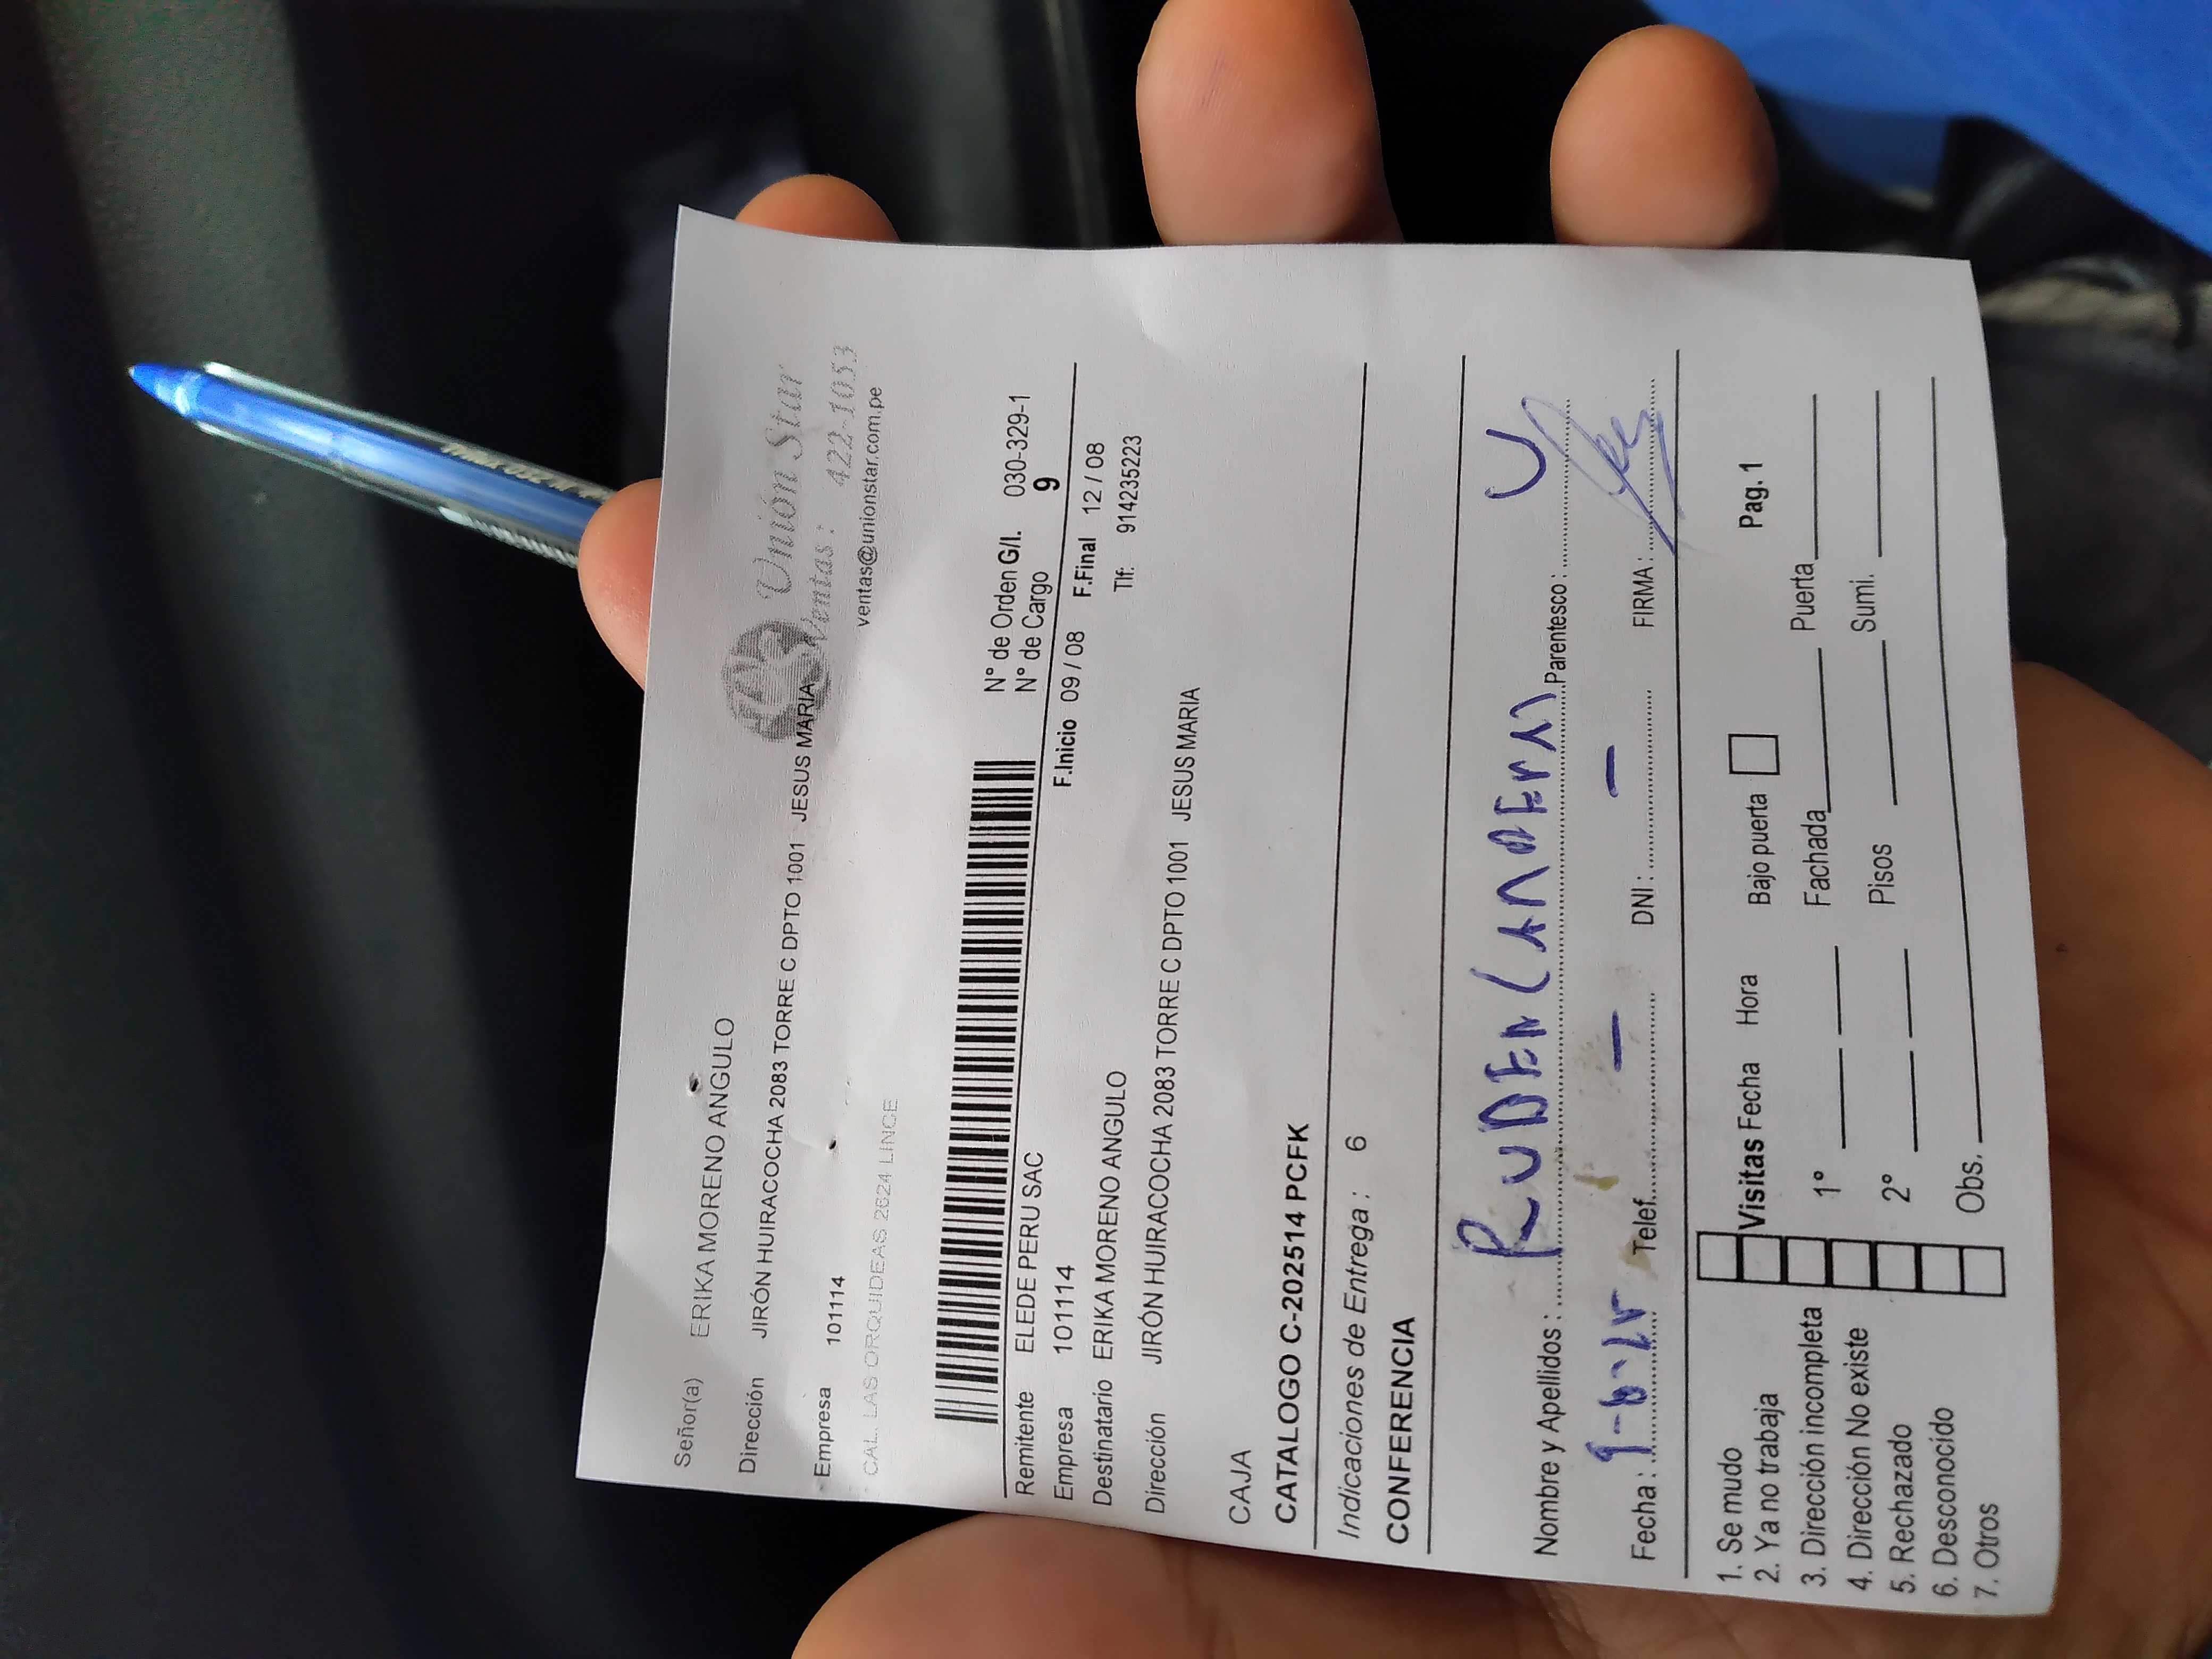 Señor(a) ERIKA MORENO ANGULO
Unión Star
Dirección JIRÓN HUIRACOCHA 2083 TORRE C DPTO 1001 JESUS MARIA
Ventas: 422-1053
Empresa 101114
ventas@unionstar.com.pe
CAL. LAS ORQUIDEAS 2624 LINCE
N° de Orden G/I. 030-329-1
N° de Cargo 9
Remitente ELEDE PERU SAC
F.Inicio 09 / 08 F.Final 12 / 08
Empresa 101114
Tlf: 914235223
Destinatario ERIKA MORENO ANGULO
Dirección JIRÓN HUIRACOCHA 2083 TORRE C DPTO 1001 JESUS MARIA
CAJA
CATALOGO C-202514 PCFK
Indicaciones de Entrega : 6
CONFERENCIA
Nombre y Apellidos : Parentesco :
Fecha : Telef. - DNI : - FIRMA :
1. Se mudo
2. Ya no trabaja
3. Dirección incompleta
4. Dirección No existe
5. Rechazado
6. Desconocido
7. Otros
Visitas Fecha Hora Bajo puerta Pag. 1
1° Fachada Puerta
2° Pisos Sumi.
Obs.